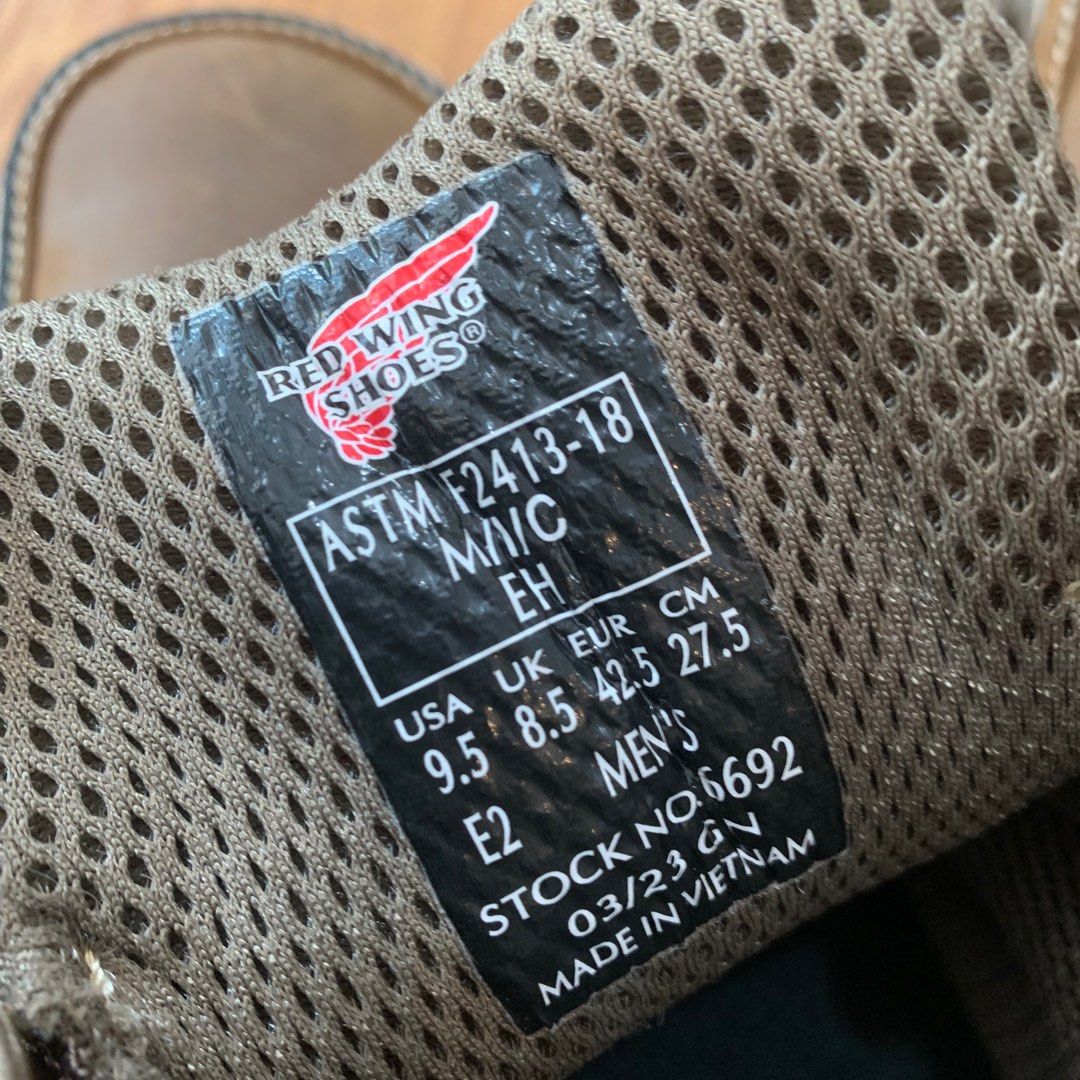 RED WING
SHOES®
ASTM F2413-18
M/I/C
EH
USA UK EUR CM
9.5 8.5 42.5 27.5
E2 MEN'S
STOCK NO.6692
03/23 GN
MADE IN VIETNAM